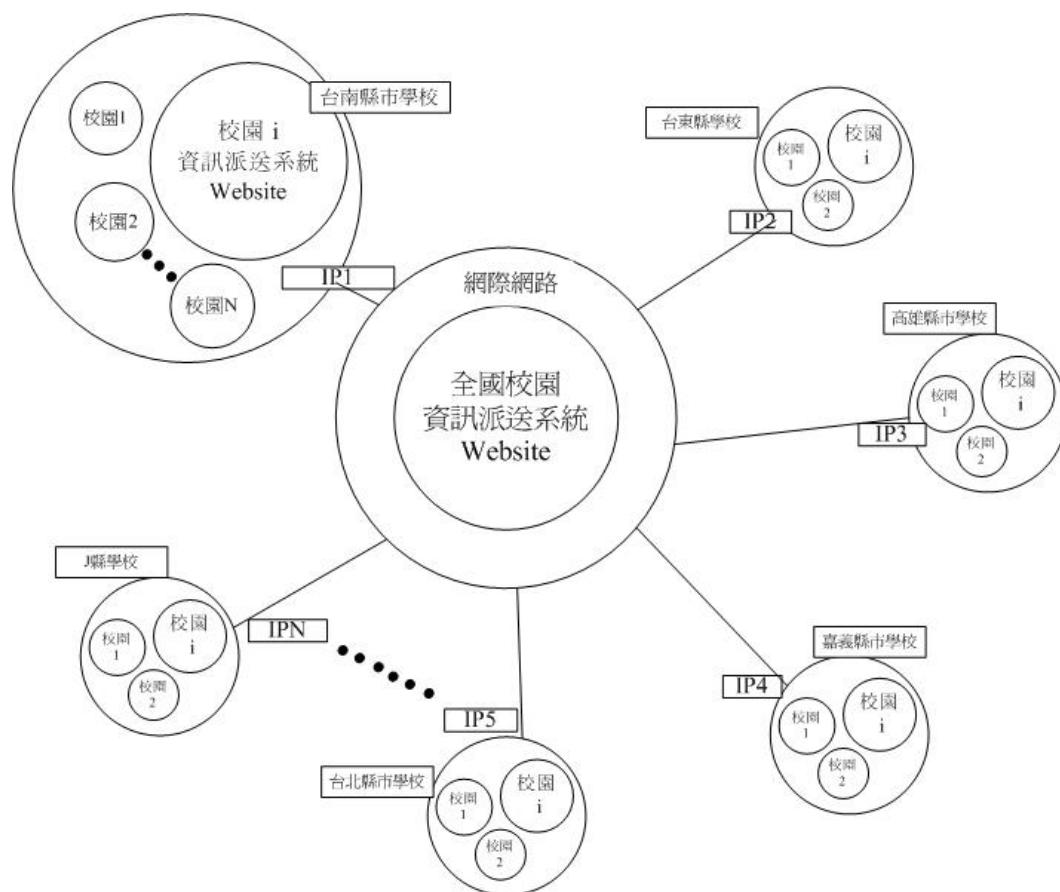 台南縣市學校
校園1
校園 i
資訊派送系統
Website
校園2
校園N
IP1
台東縣學校
校園
1
校園
i
校園
2
IP2
網際網路
全國校園
資訊派送系統
Website
高雄縣市學校
校園
1
校園
i
校園
2
IP3
J縣學校
校園
1
校園
i
校園
2
IPN
嘉義縣市學校
校園
1
校園
i
校園
2
IP4
IP5
台北縣市學校
校園
1
校園
i
校園
2